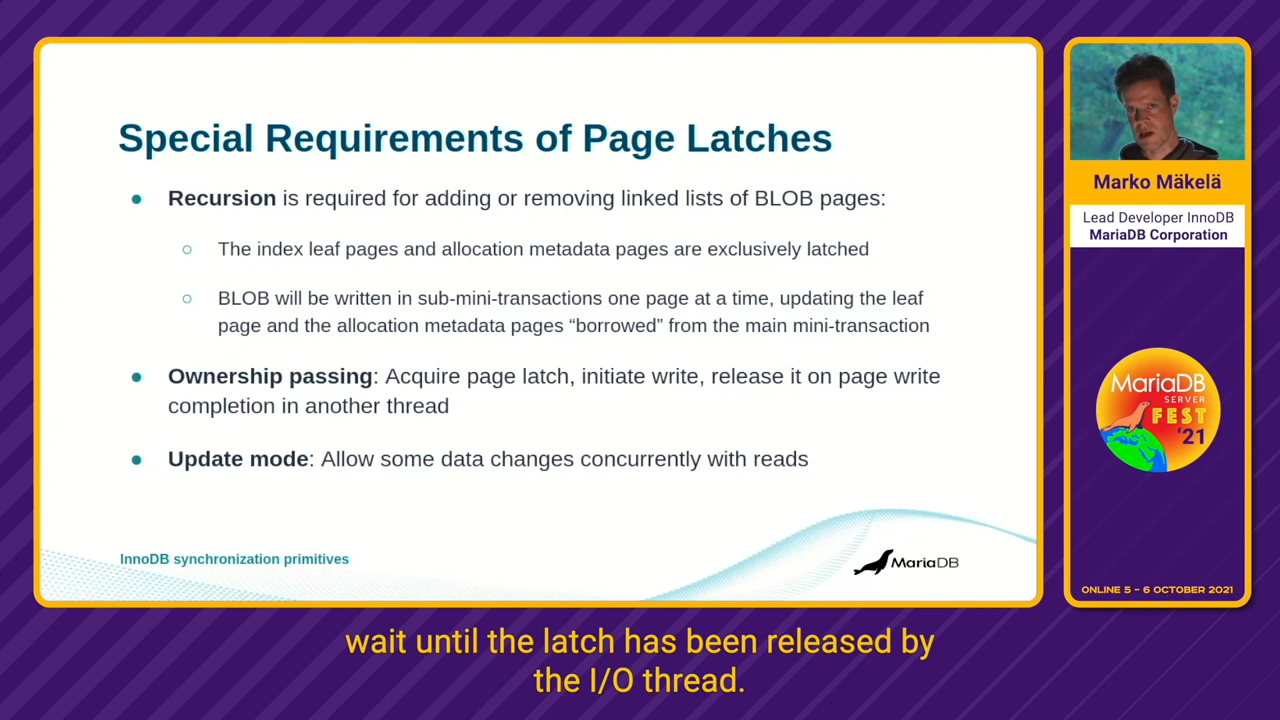 Special Requirements of Page Latches
● Recursion is required for adding or removing linked lists of BLOB pages:
○ The index leaf pages and allocation metadata pages are exclusively latched
○ BLOB will be written in sub-mini-transactions one page at a time, updating the leaf
page and the allocation metadata pages “borrowed” from the main mini-transaction
● Ownership passing: Acquire page latch, initiate write, release it on page write
completion in another thread
● Update mode: Allow some data changes concurrently with reads
InnoDB synchronization primitives
MariaDB
Marko Mäkelä
Lead Developer InnoDB
MariaDB Corporation
MariaDB
SERVER
FEST
'21
ONLINE 5 – 6 OCTOBER 2021
wait until the latch has been released by
the I/O thread.